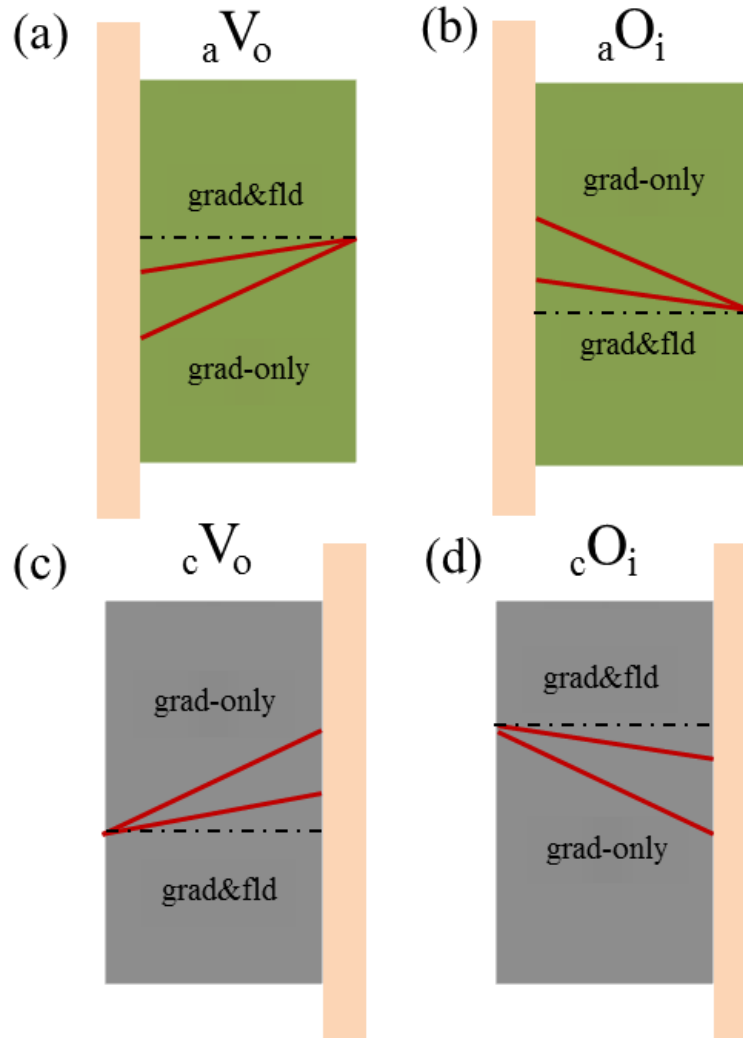 (a) aVo
grad&fld
grad-only
(b) aOi
grad-only
grad&fld
(c) cVo
grad-only
grad&fld
(d) cOi
grad&fld
grad-only